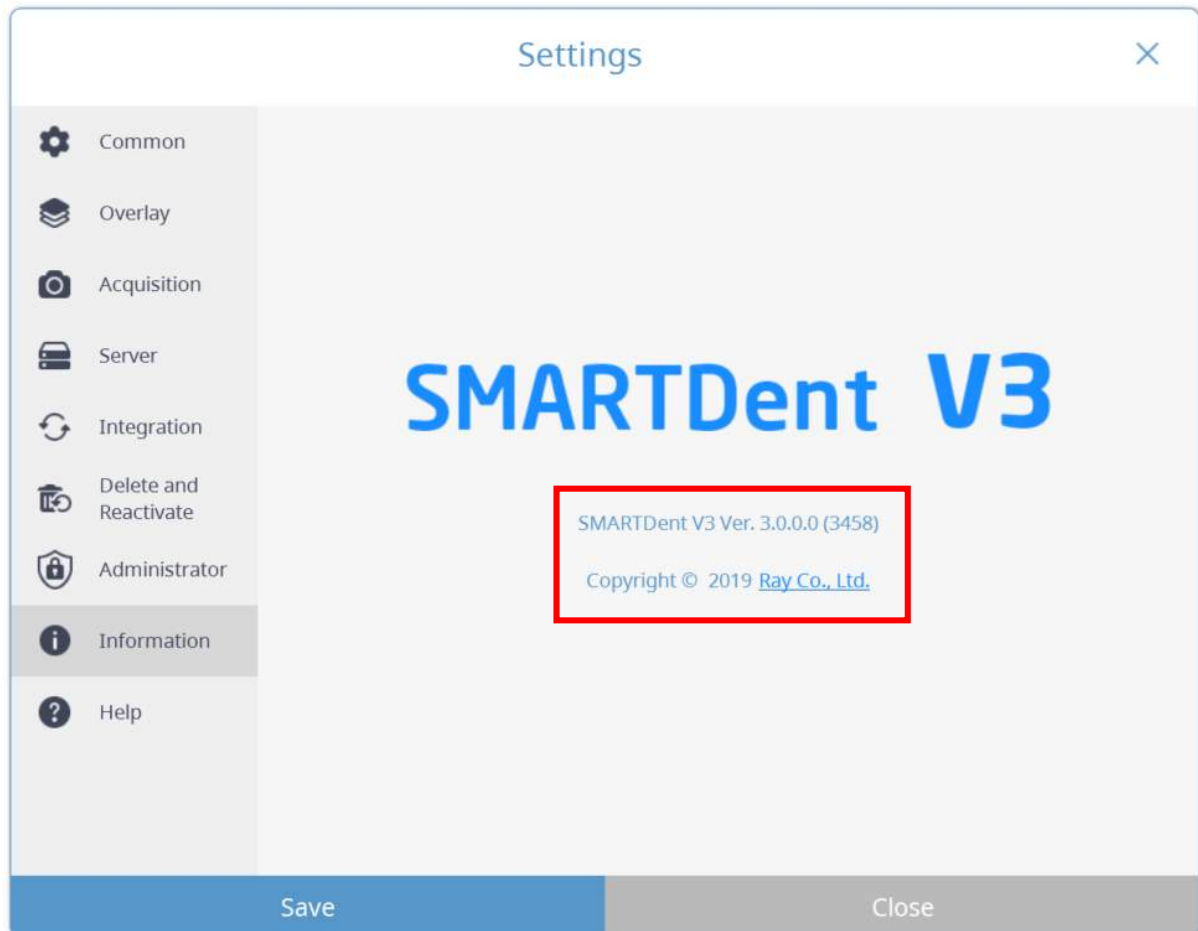 Settings
Common
Overlay
Acquisition
Server
Integration
Delete and
Reactivate
Administrator
Information
Help
SMARTDent V3
SMARTDent V3 Ver. 3.0.0.0 (3458)
Copyright © 2019 Ray Co., Ltd.
Save
Close